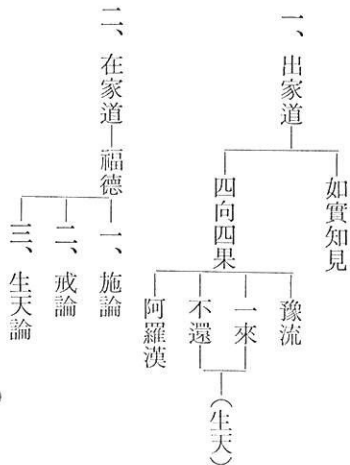 一、出家道
如實知見
四向四果
豫流
一來
不還
阿羅漢
（生天）
二、在家道
福德
一、施論
二、戒論
三、生天論